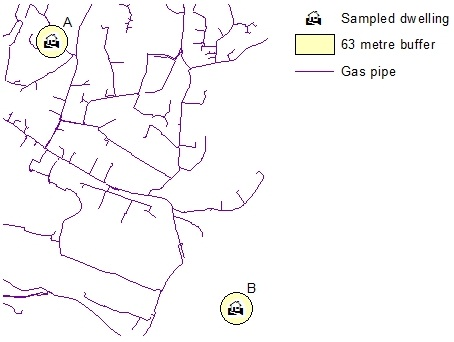 A
Sampled dwelling
63 metre buffer
Gas pipe
B